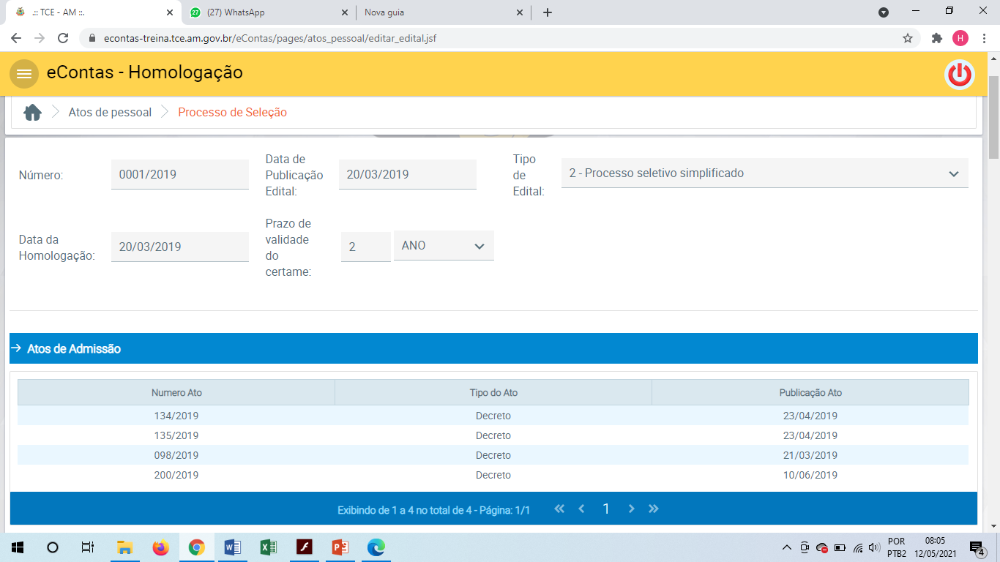 .:: TCE - AM ::.
(27) WhatsApp
Nova guia
econtas-treina.tce.am.gov.br/eContas/pages/atos_pessoal/editar_edital.jsf
H
eContas - Homologação
Atos de pessoal
Processo de Seleção
Número:
0001/2019
Data de
Publicação
Edital:
20/03/2019
Tipo
de
Edital:
2 - Processo seletivo simplificado
Data da
Homologação:
20/03/2019
Prazo de
validade
do
certame:
2
ANO
Atos de Admissão
Numero Ato Tipo do Ato Publicação Ato
134/2019 Decreto 23/04/2019
135/2019 Decreto 23/04/2019
098/2019 Decreto 21/03/2019
200/2019 Decreto 10/06/2019
Exibindo de 1 a 4 no total de 4 - Página: 1/1
1
POR
PTB2
08:05
12/05/2021
4